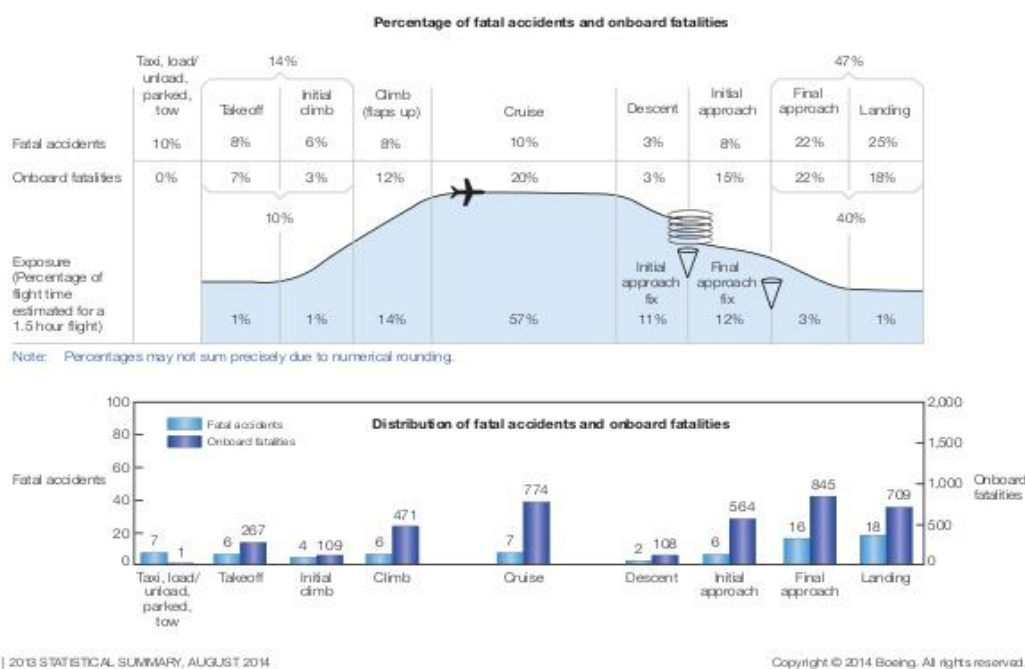 Percentage of fatal accidents and onboard fatalities
Taxi, load/
unload,
parked,
tow
14%
47%
Takeoff
Initial
climb
Climb
(flaps up)
Cruise
Descent
Initial
approach
Final
approach
Landing
Fatal accidents 10% 8% 6% 8% 10% 3% 8% 22% 25%
Onboard fatalities 0% 7% 3% 12% 20% 3% 15% 22% 18%
10%
40%
Exposure
(Percentage of
flight time
estimated for a
1.5 hour flight)
Initial
approach
fix
Final
approach
fix
1% 1% 14% 57% 11% 12% 3% 1%
Note: Percentages may not sum precisely due to numerical rounding.
Distribution of fatal accidents and onboard fatalities
Fatal accidents
Onboard fatalities
Fatal accidents
100
80
60
40
20
0
2,000
1,500
1,000
500
0
Onboard
fatalities
7 1
6 267
4 109
6 471
7 774
2 108
6 564
16 845
18 709
Taxi, load/
unload,
parked,
tow
Takeoff
Initial
climb
Climb
Cruise
Descent
Initial
approach
Final
approach
Landing
| 2013 STATISTICAL SUMMARY, AUGUST 2014
Copyright © 2014 Boeing. All rights reserved.